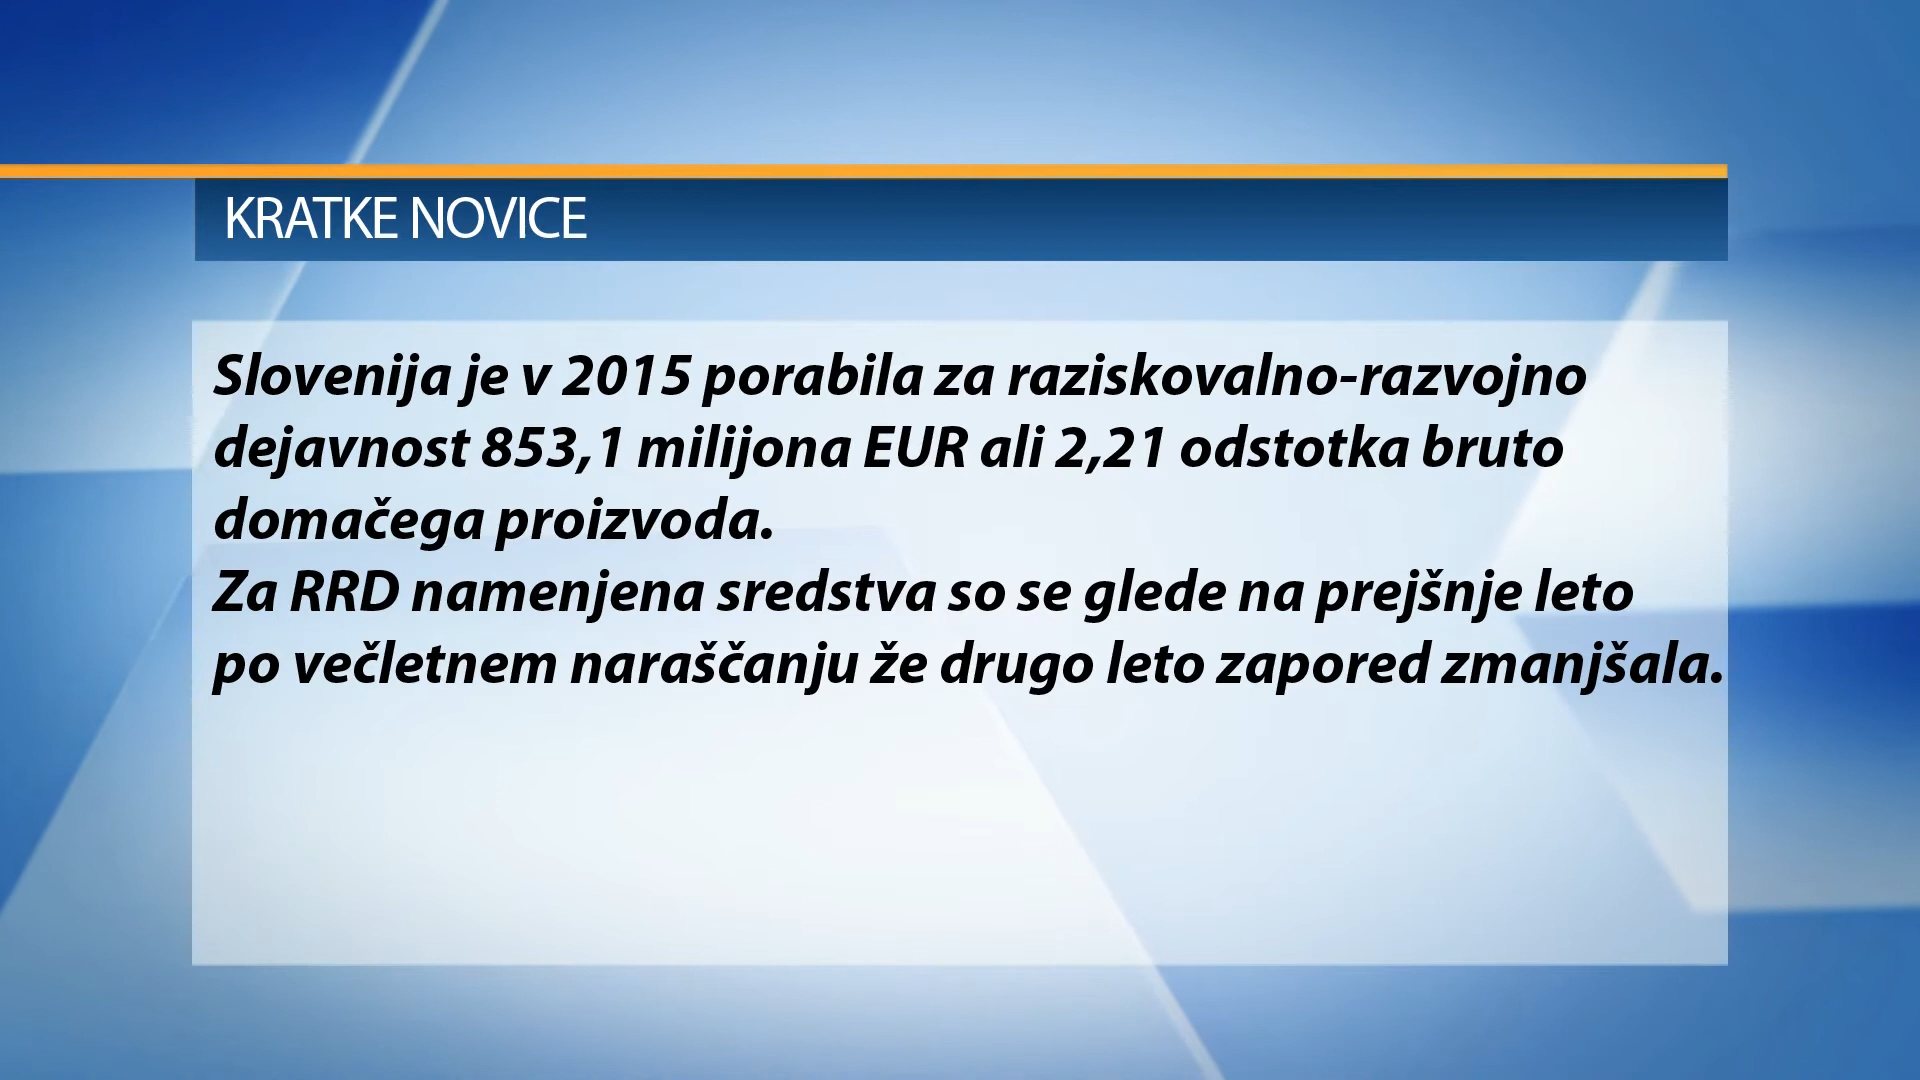 KRATKE NOVICE
Slovenija je v 2015 porabila za raziskovalno-razvojno
dejavnost 853,1 milijona EUR ali 2,21 odstotka bruto
domačega proizvoda.
Za RRD namenjena sredstva so se glede na prejšnje leto
po večletnem naraščanju že drugo leto zapored zmanjšala.